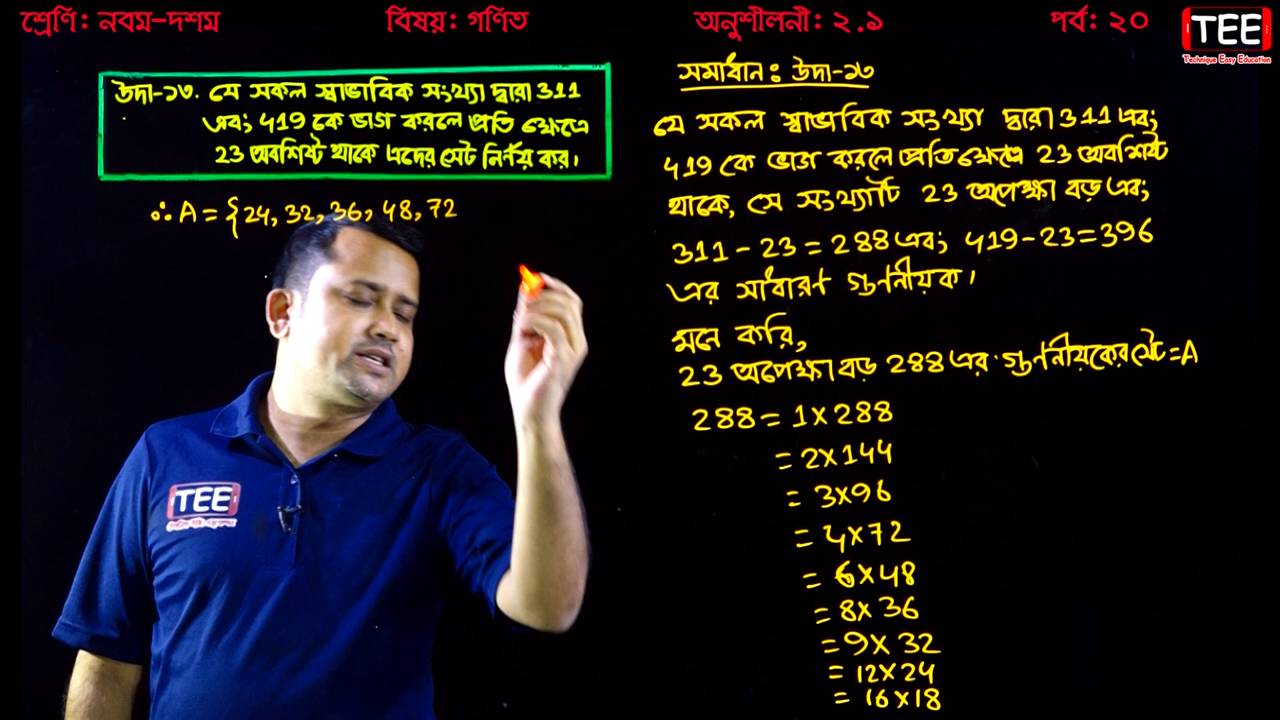 শ্রেণি: নবম-দশম
বিষয়: গণিত
অনুশীলনী: ২.১
পর্ব: ২০
TEE
Technique Easy Education
উদা-১৩. যে সকল স্বাভাবিক সংখ্যা দ্বারা 311
এবং 419 কে ভাগ করলে প্রতি ক্ষেত্রে
23 অবশিষ্ট থাকে এদের সেট নির্ণয় কর।
∴ A = {24, 32, 36, 48, 72
সমাধান: উদা-১৩
যে সকল স্বাভাবিক সংখ্যা দ্বারা 311 এবং
419 কে ভাগ করলে প্রতি ক্ষেত্রে 23 অবশিষ্ট
থাকে, সে সংখ্যাটি 23 অপেক্ষা বড় এবং
311 - 23 = 288 এবং 419 - 23 = 396
এর সাধারণ গুণনীয়ক।
মনে করি,
23 অপেক্ষা বড় 288 এর গুণনীয়কের সেট = A
288 = 1 × 288
= 2 × 144
= 3 × 96
= 4 × 72
= 6 × 48
= 8 × 36
= 9 × 32
= 12 × 24
= 16 × 18
TEE